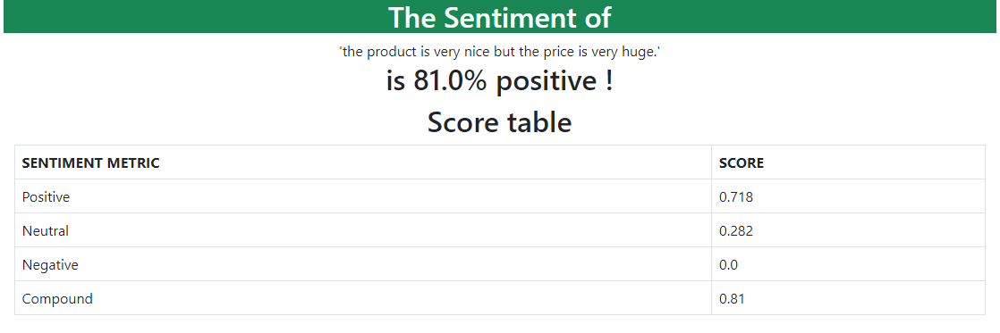 The Sentiment of
'the product is very nice but the price is very huge.'
is 81.0% positive !
Score table
SENTIMENT METRIC SCORE
Positive 0.718
Neutral 0.282
Negative 0.0
Compound 0.81